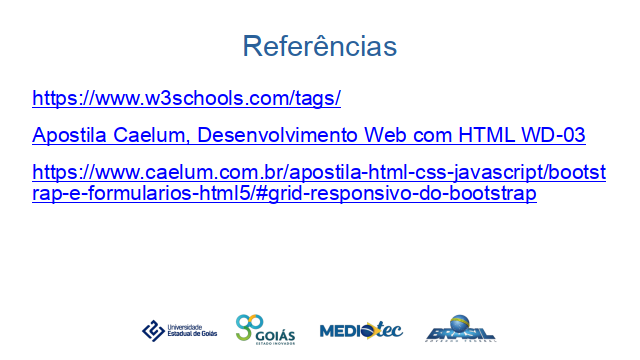 Referências
https://www.w3schools.com/tags/
Apostila Caelum, Desenvolvimento Web com HTML WD-03
https://www.caelum.com.br/apostila-html-css-javascript/bootst
rap-e-formularios-html5/#grid-responsivo-do-bootstrap
Universidade
Estadual de Goiás
GOIÁS
ESTADO INOVADOR
MEDIOTEC
BRASIL
GOVERNO FEDERAL